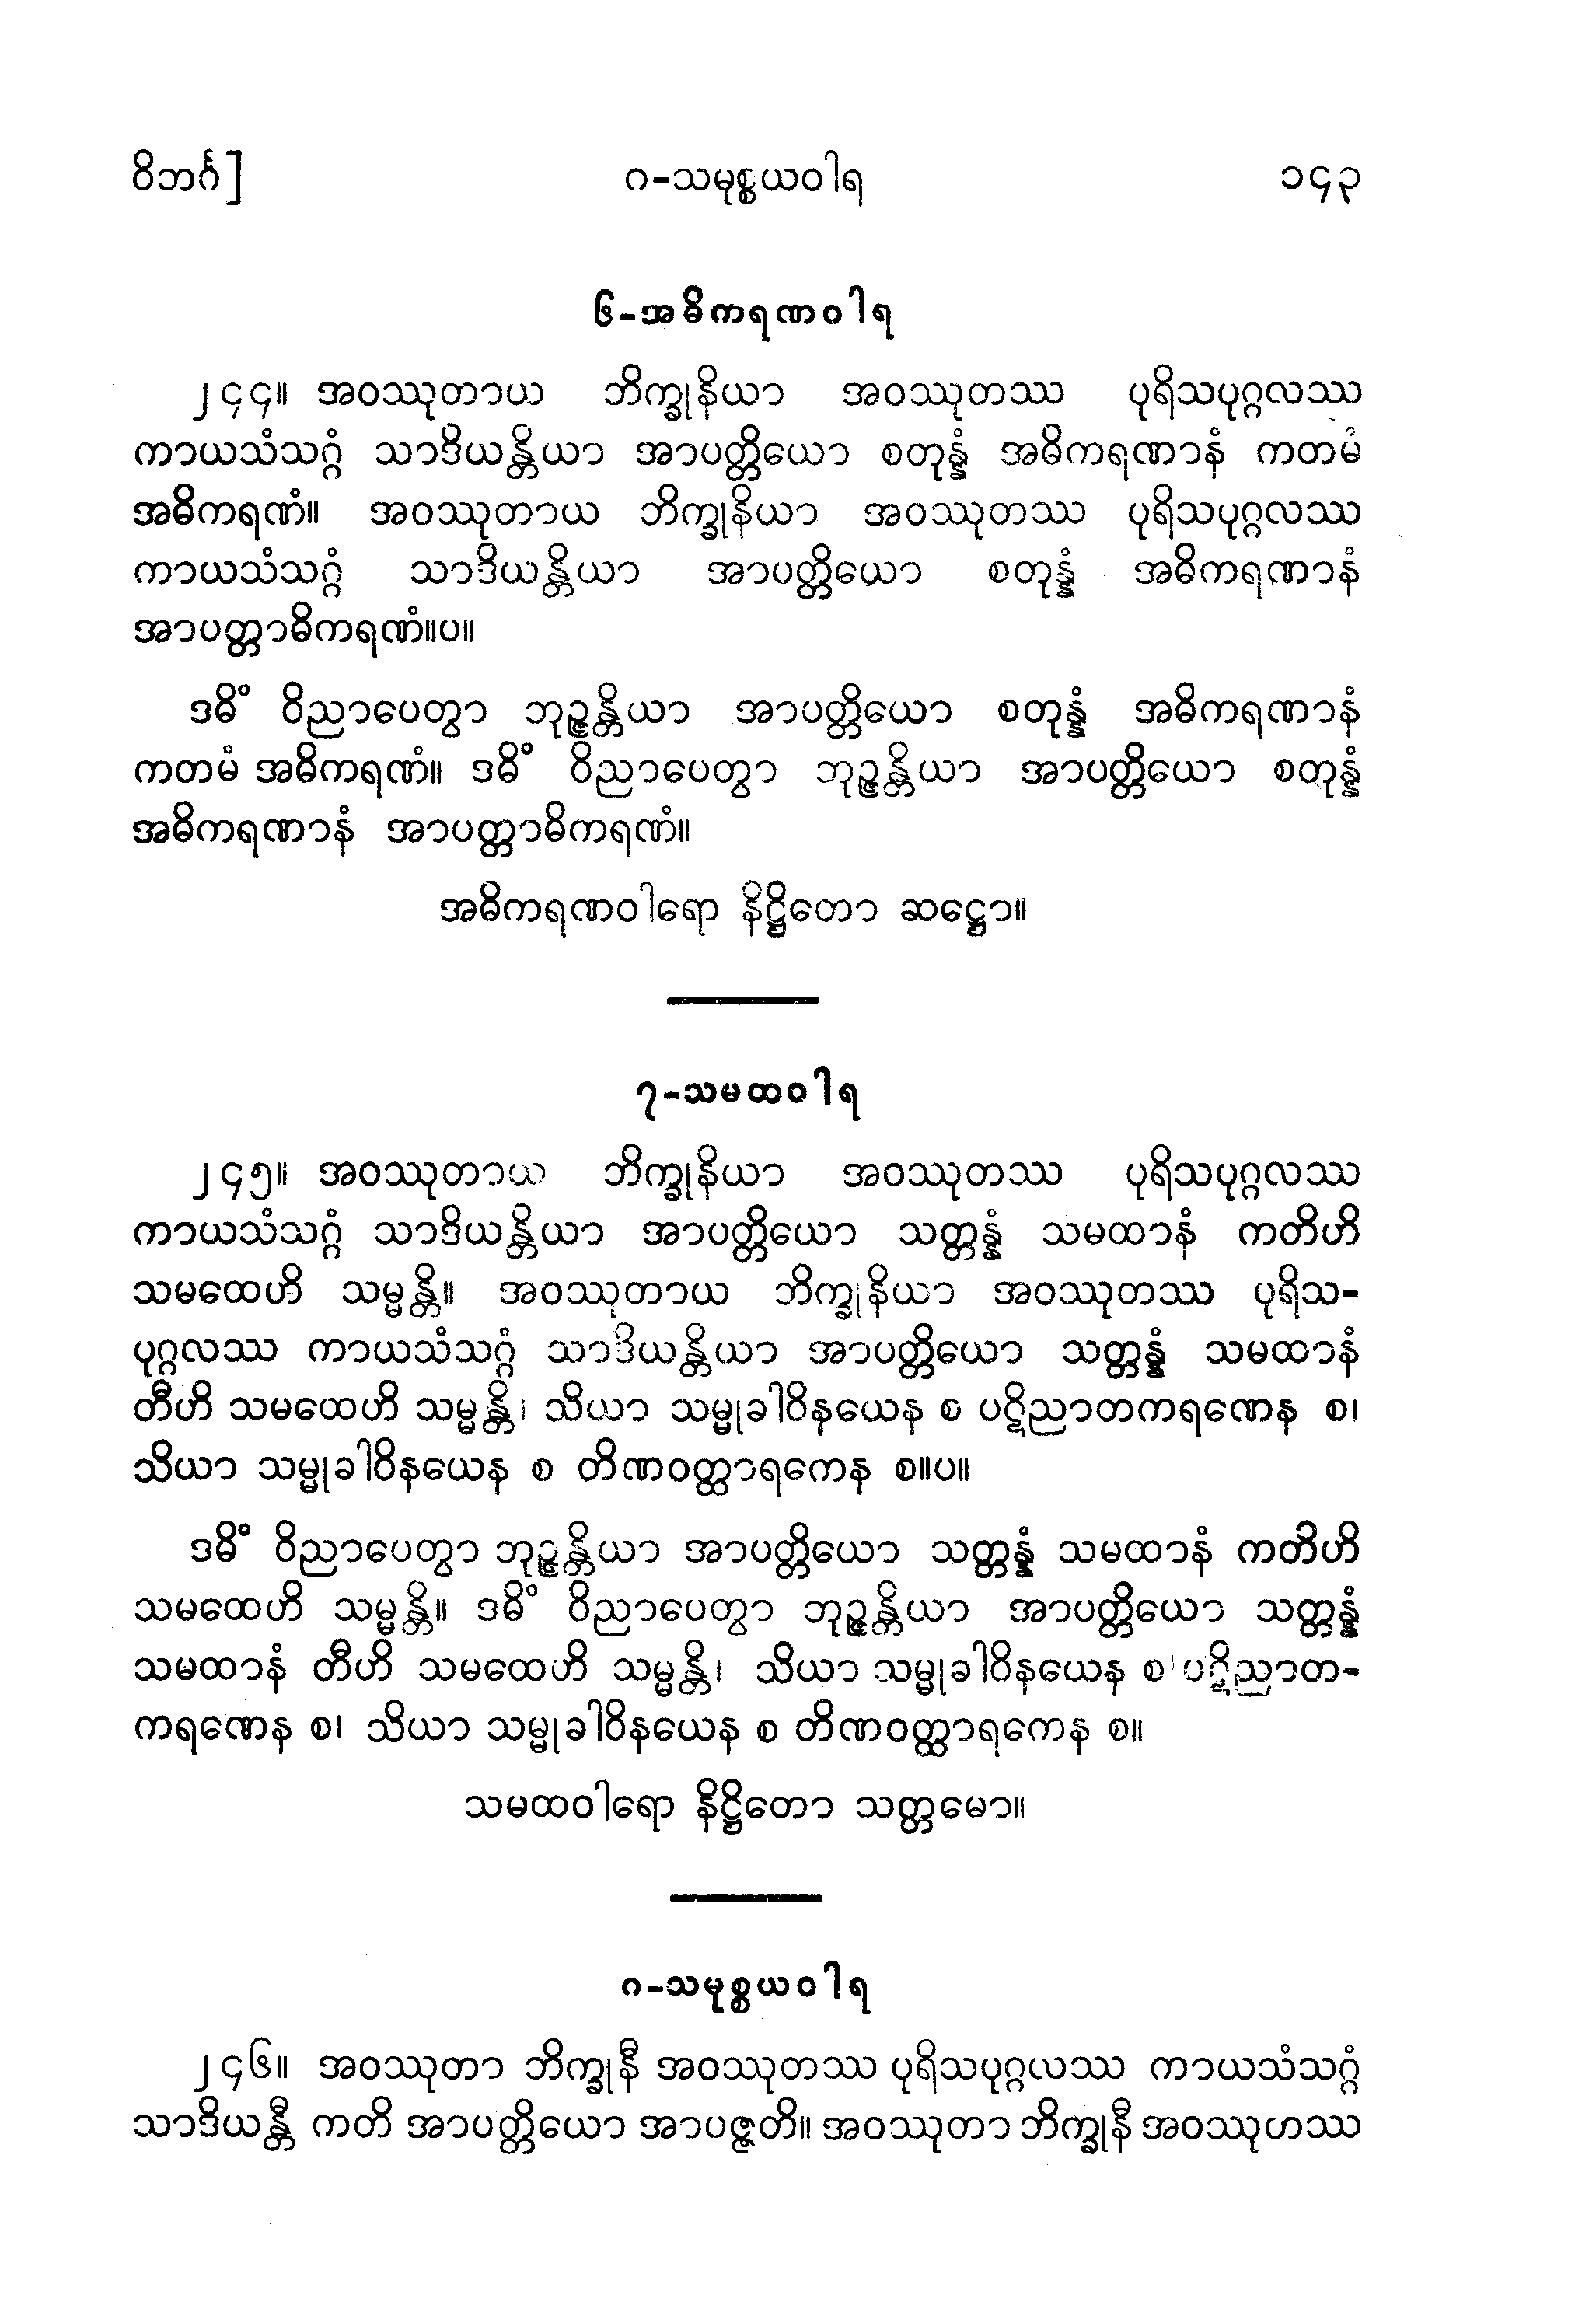 ဝိဘင်္ဂ]
ဂ-သမုစ္စယဝါရ
၁၄၃
၆-အဓိကရဏဝါရ
၂၄၄။ အဝဿုတာယ ဘိက္ခုနိယာ အဝဿုတဿ ပုရိသပုဂ္ဂလဿ
ကာယသံသဂ္ဂံ သာဒိယန္တိယာ အာပတ္တိယော စတုန္နံ အဓိကရဏာနံ ကတမံ
အဓိကရဏံ။ အဝဿုတာယ ဘိက္ခုနိယာ အဝဿုတဿ ပုရိသပုဂ္ဂလဿ
ကာယသံသဂ္ဂံ သာဒိယန္တိယာ အာပတ္တိယော စတုန္နံ အဓိကရဏာနံ
အာပတ္တာဓိကရဏံ။ပ။
ဒဓိံ ဝိညာပေတွာ ဘုဉ္ဇန္တိယာ အာပတ္တိယော စတုန္နံ အဓိကရဏာနံ
ကတမံ အဓိကရဏံ။ ဒဓိံ ဝိညာပေတွာ ဘုဉ္ဇန္တိယာ အာပတ္တိယော စတုန္နံ
အဓိကရဏာနံ အာပတ္တာဓိကရဏံ။
အဓိကရဏဝါရော နိဋ္ဌိတော ဆဋ္ဌော။
၇-သမထဝါရ
၂၄၅။ အဝဿုတာယ ဘိက္ခုနိယာ အဝဿုတဿ ပုရိသပုဂ္ဂလဿ
ကာယသံသဂ္ဂံ သာဒိယန္တိယာ အာပတ္တိယော သတ္တန္နံ သမထာနံ ကတိဟိ
သမထေဟိ သမ္မန္တိ။ အဝဿုတာယ ဘိက္ခုနိယာ အဝဿုတဿ ပုရိသ-
ပုဂ္ဂလဿ ကာယသံသဂ္ဂံ သာဒိယန္တိယာ အာပတ္တိယော သတ္တန္နံ သမထာနံ
တီဟိ သမထေဟိ သမ္မန္တိ၊ သိယာ သမ္မုခါဝိနယေန စ ပဋိညာတကရဏေန စ၊
သိယာ သမ္မုခါဝိနယေန စ တိဏဝတ္ထာရကေန စ။ပ။
ဒဓိံ ဝိညာပေတွာ ဘုဉ္ဇန္တိယာ အာပတ္တိယော သတ္တန္နံ သမထာနံ ကတိဟိ
သမထေဟိ သမ္မန္တိ။ ဒဓိံ ဝိညာပေတွာ ဘုဉ္ဇန္တိယာ အာပတ္တိယော သတ္တန္နံ
သမထာနံ တီဟိ သမထေဟိ သမ္မန္တိ၊ သိယာ သမ္မုခါဝိနယေန စ ပဋိညာတ-
ကရဏေန စ၊ သိယာ သမ္မုခါဝိနယေန စ တိဏဝတ္ထာရကေန စ။
သမထဝါရော နိဋ္ဌိတော သတ္တမော။
ဂ-သမုစ္စယဝါရ
၂၄၆။ အဝဿုတာ ဘိက္ခုနီ အဝဿုတဿ ပုရိသပုဂ္ဂလဿ ကာယသံသဂ္ဂံ
သာဒိယန္တီ ကတိ အာပတ္တိယော အာပဇ္ဇတိ။ အဝဿုတာ ဘိက္ခုနီ အဝဿုဟဿ